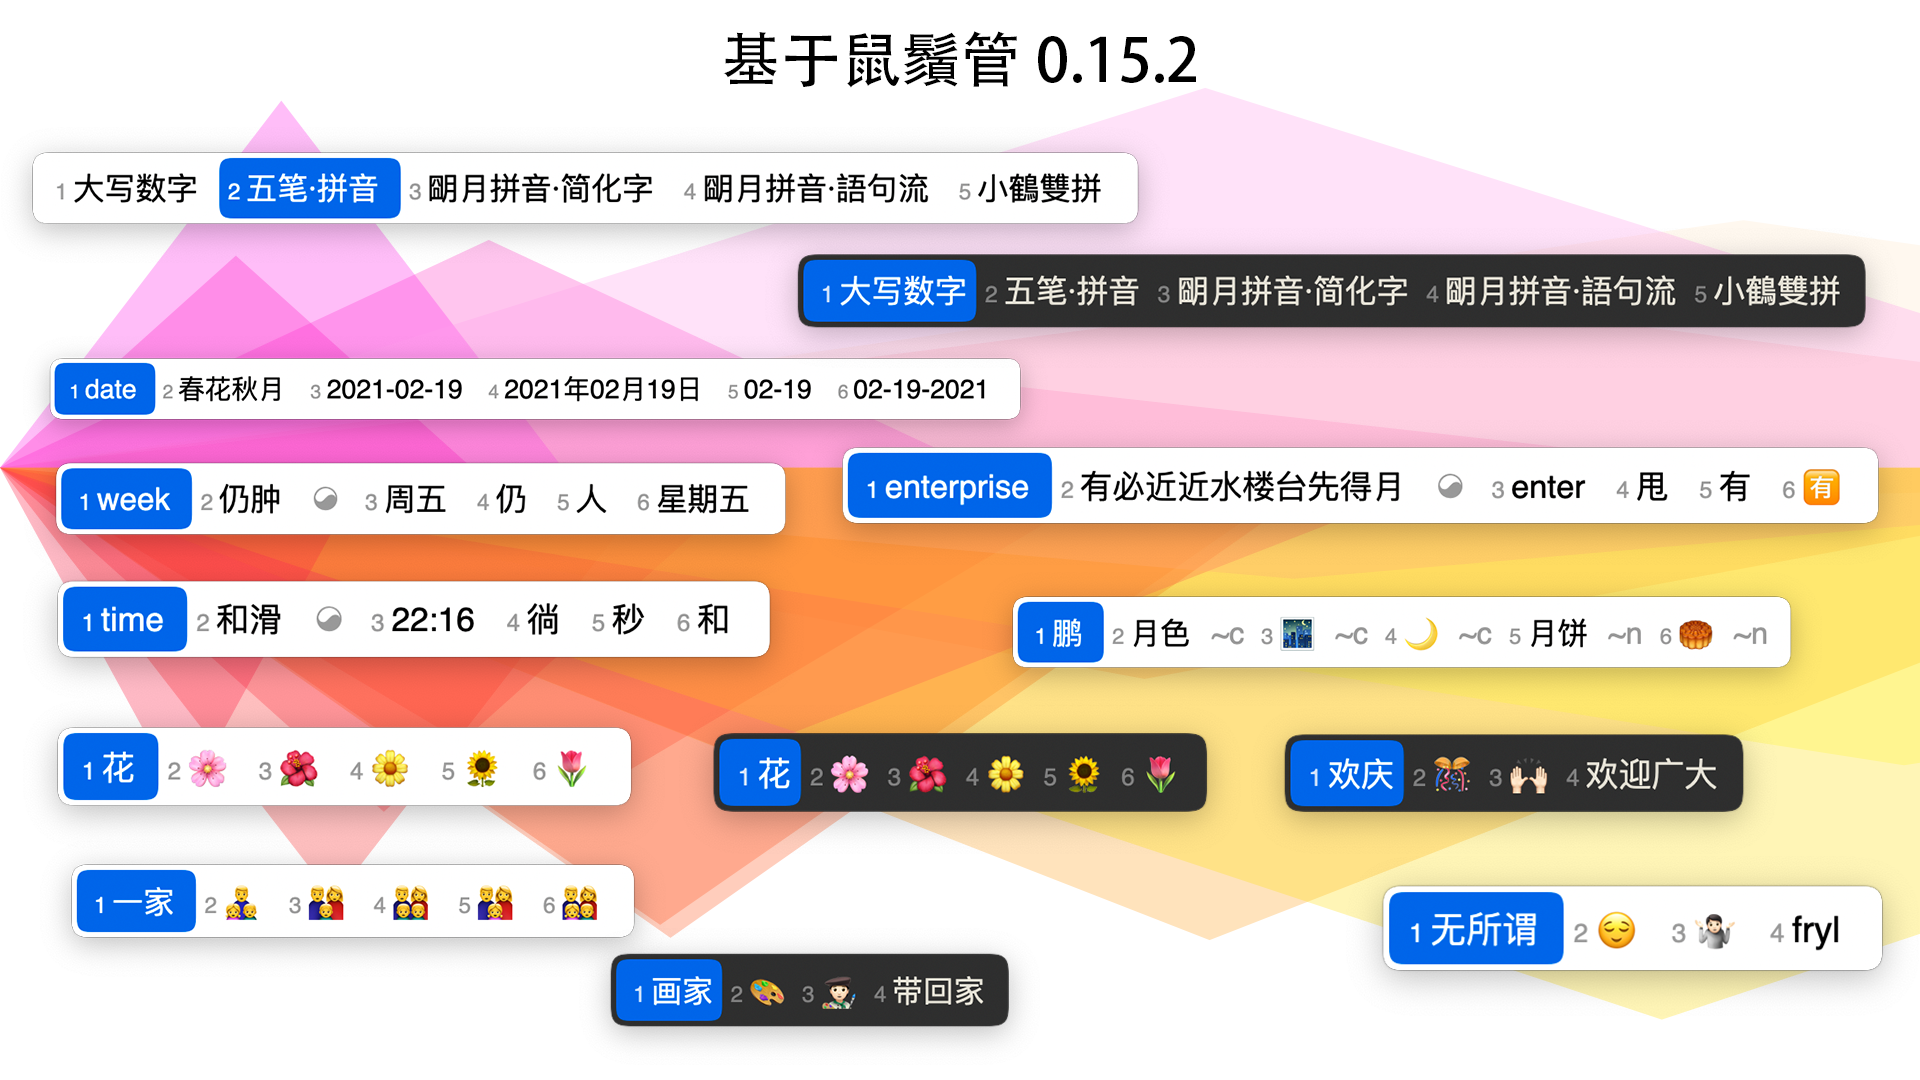 基于鼠鬚管 0.15.2
1 大写数字 2 五笔·拼音 3 朙月拼音·简化字 4 朙月拼音·語句流 5 小鶴雙拼
1 大写数字 2 五笔·拼音 3 朙月拼音·简化字 4 朙月拼音·語句流 5 小鶴雙拼
1 date 2 春花秋月 3 2021-02-19 4 2021年02月19日 5 02-19 6 02-19-2021
1 week 2 仍肿 3 周五 4 仍 5 人 6 星期五
1 enterprise 2 有必近近水楼台先得月 3 enter 4 甩 5 有 6 🈶
1 time 2 和滑 3 22:16 4 徜 5 秒 6 和
1 鹏 2 月色 ~c 3 🌃 ~c 4 🌙 ~c 5 月饼 ~n 6 🥮 ~n
1 花 2 🌸 3 🌺 4 🌼 5 🌻 6 🌷
1 花 2 🌸 3 🌺 4 🌼 5 🌻 6 🌷
1 欢庆 2 🎊 3 🙌🏻 4 欢迎广大
1 一家 2 👨‍👧‍👦 3 👨‍👩‍👦 4 👨‍👩‍👦‍👦 5 👨‍👩‍👧 6 👨‍👩‍👧‍👧
1 无所谓 2 😌 3 🤷🏻 4 fryl
1 画家 2 🎨 3 👨🏻‍🎨 4 带回家